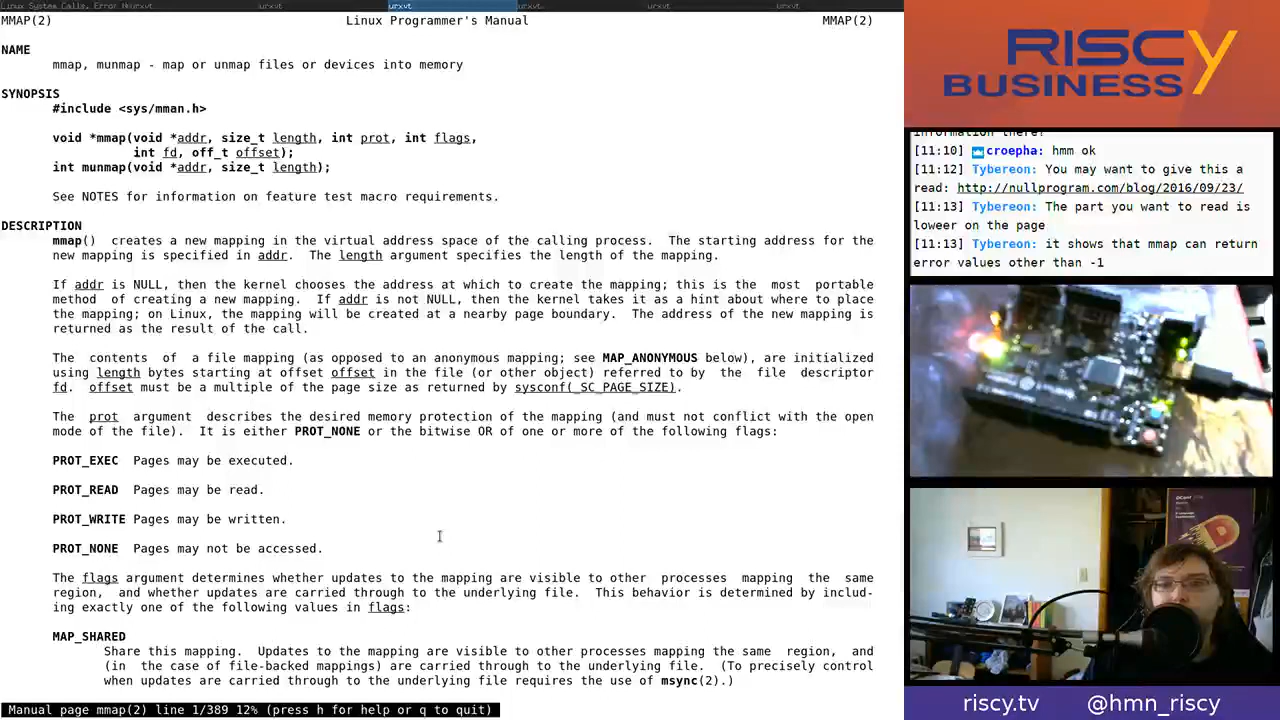 Linux System Calls, Error Nurxvt
urxvt
urxvt
urxvt
urxvt
urxvt
MMAP(2) Linux Programmer's Manual MMAP(2)
NAME
mmap, munmap - map or unmap files or devices into memory
SYNOPSIS
#include <sys/mman.h>
void *mmap(void *addr, size_t length, int prot, int flags,
int fd, off_t offset);
int munmap(void *addr, size_t length);
See NOTES for information on feature test macro requirements.
DESCRIPTION
mmap() creates a new mapping in the virtual address space of the calling process. The starting address for the
new mapping is specified in addr. The length argument specifies the length of the mapping.
If addr is NULL, then the kernel chooses the address at which to create the mapping; this is the most portable
method of creating a new mapping. If addr is not NULL, then the kernel takes it as a hint about where to place
the mapping; on Linux, the mapping will be created at a nearby page boundary. The address of the new mapping is
returned as the result of the call.
The contents of a file mapping (as opposed to an anonymous mapping; see MAP_ANONYMOUS below), are initialized
using length bytes starting at offset offset in the file (or other object) referred to by the file descriptor
fd. offset must be a multiple of the page size as returned by sysconf(_SC_PAGE_SIZE).
The prot argument describes the desired memory protection of the mapping (and must not conflict with the open
mode of the file). It is either PROT_NONE or the bitwise OR of one or more of the following flags:
PROT_EXEC Pages may be executed.
PROT_READ Pages may be read.
PROT_WRITE Pages may be written.
PROT_NONE Pages may not be accessed.
The flags argument determines whether updates to the mapping are visible to other processes mapping the same
region, and whether updates are carried through to the underlying file. This behavior is determined by includ-
ing exactly one of the following values in flags:
MAP_SHARED
Share this mapping. Updates to the mapping are visible to other processes mapping the same region, and
(in the case of file-backed mappings) are carried through to the underlying file. (To precisely control
when updates are carried through to the underlying file requires the use of msync(2).)
Manual page mmap(2) line 1/389 12% (press h for help or q to quit)
RISCY
BUSINESS
information there?
[11:10] croepha: hmm ok
[11:12] Tybereon: You may want to give this a
read: http://nullprogram.com/blog/2016/09/23/
[11:13] Tybereon: The part you want to read is
loweer on the page
[11:13] Tybereon: it shows that mmap can return
error values other than -1
riscy.tv @hmn_riscy